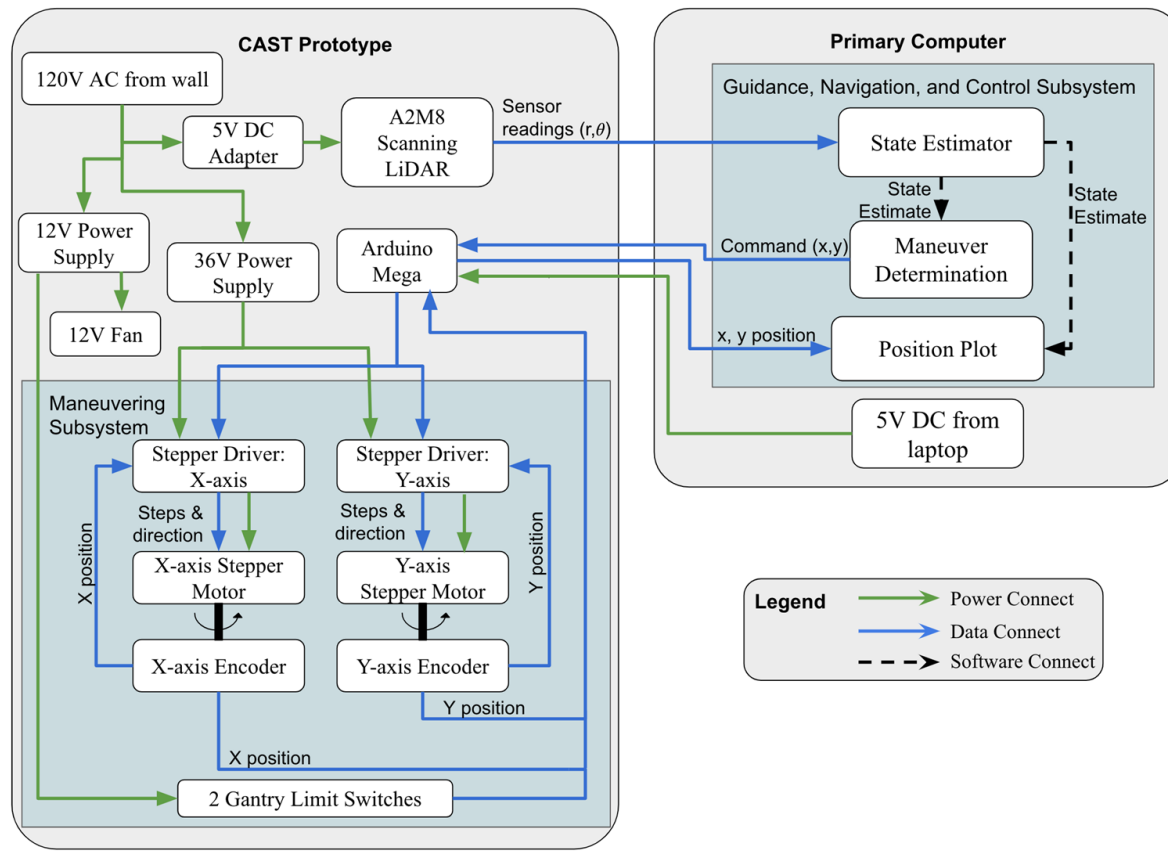 CAST Prototype
120V AC from wall
5V DC
Adapter
A2M8
Scanning
LiDAR
Sensor
readings (r,θ)
12V Power
Supply
36V Power
Supply
12V Fan
Arduino
Mega
Primary Computer
Guidance, Navigation, and Control Subsystem
State Estimator
State
Estimate
State
Estimate
Command (x,y)
Maneuver
Determination
x, y position
Position Plot
5V DC from
laptop
Maneuvering
Subsystem
Stepper Driver:
X-axis
Stepper Driver:
Y-axis
Steps &
direction
Steps &
direction
X position
X-axis Stepper
Motor
Y-axis
Stepper Motor
Y position
X-axis Encoder
Y-axis Encoder
Y position
X position
2 Gantry Limit Switches
Legend
Power Connect
Data Connect
Software Connect